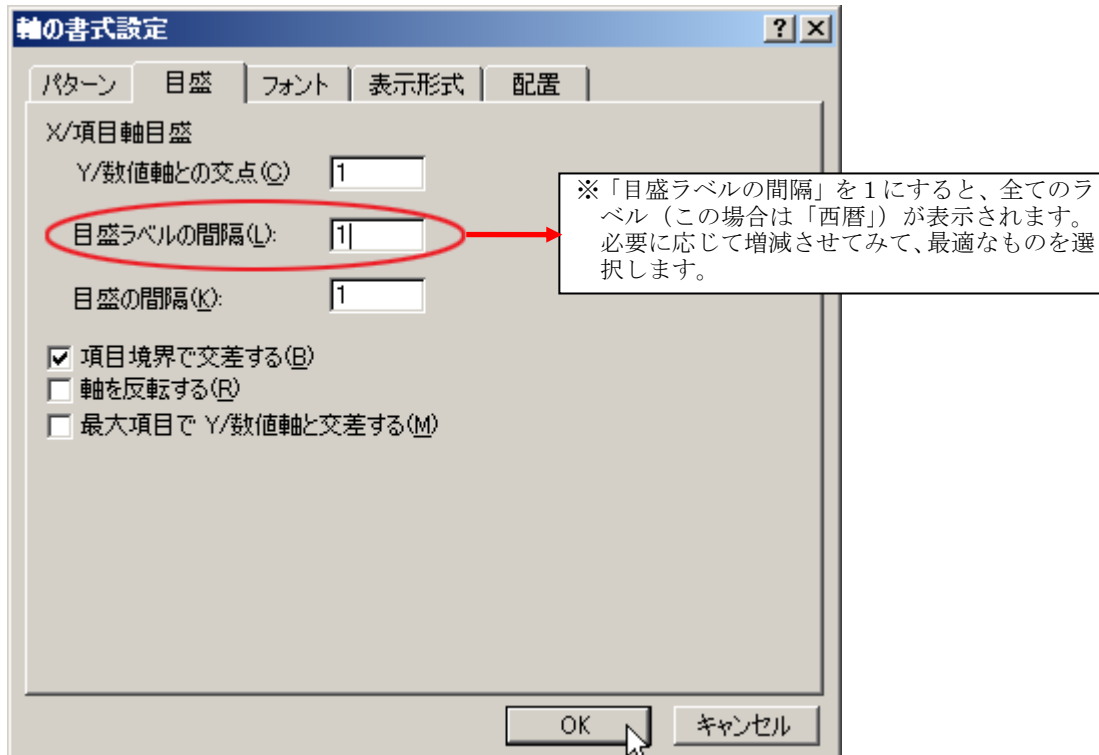 軸の書式設定
パターン 目盛 フォント 表示形式 配置
X/項目軸目盛
Y/数値軸との交点(C) 1
目盛ラベルの間隔(L): 1
目盛の間隔(K): 1
項目境界で交差する(B)
軸を反転する(R)
最大項目で Y/数値軸と交差する(M)
※「目盛ラベルの間隔」を1にすると、全てのラ
ベル(この場合は「西暦」)が表示されます。
必要に応じて増減させてみて、最適なものを選
択します。
OK キャンセル